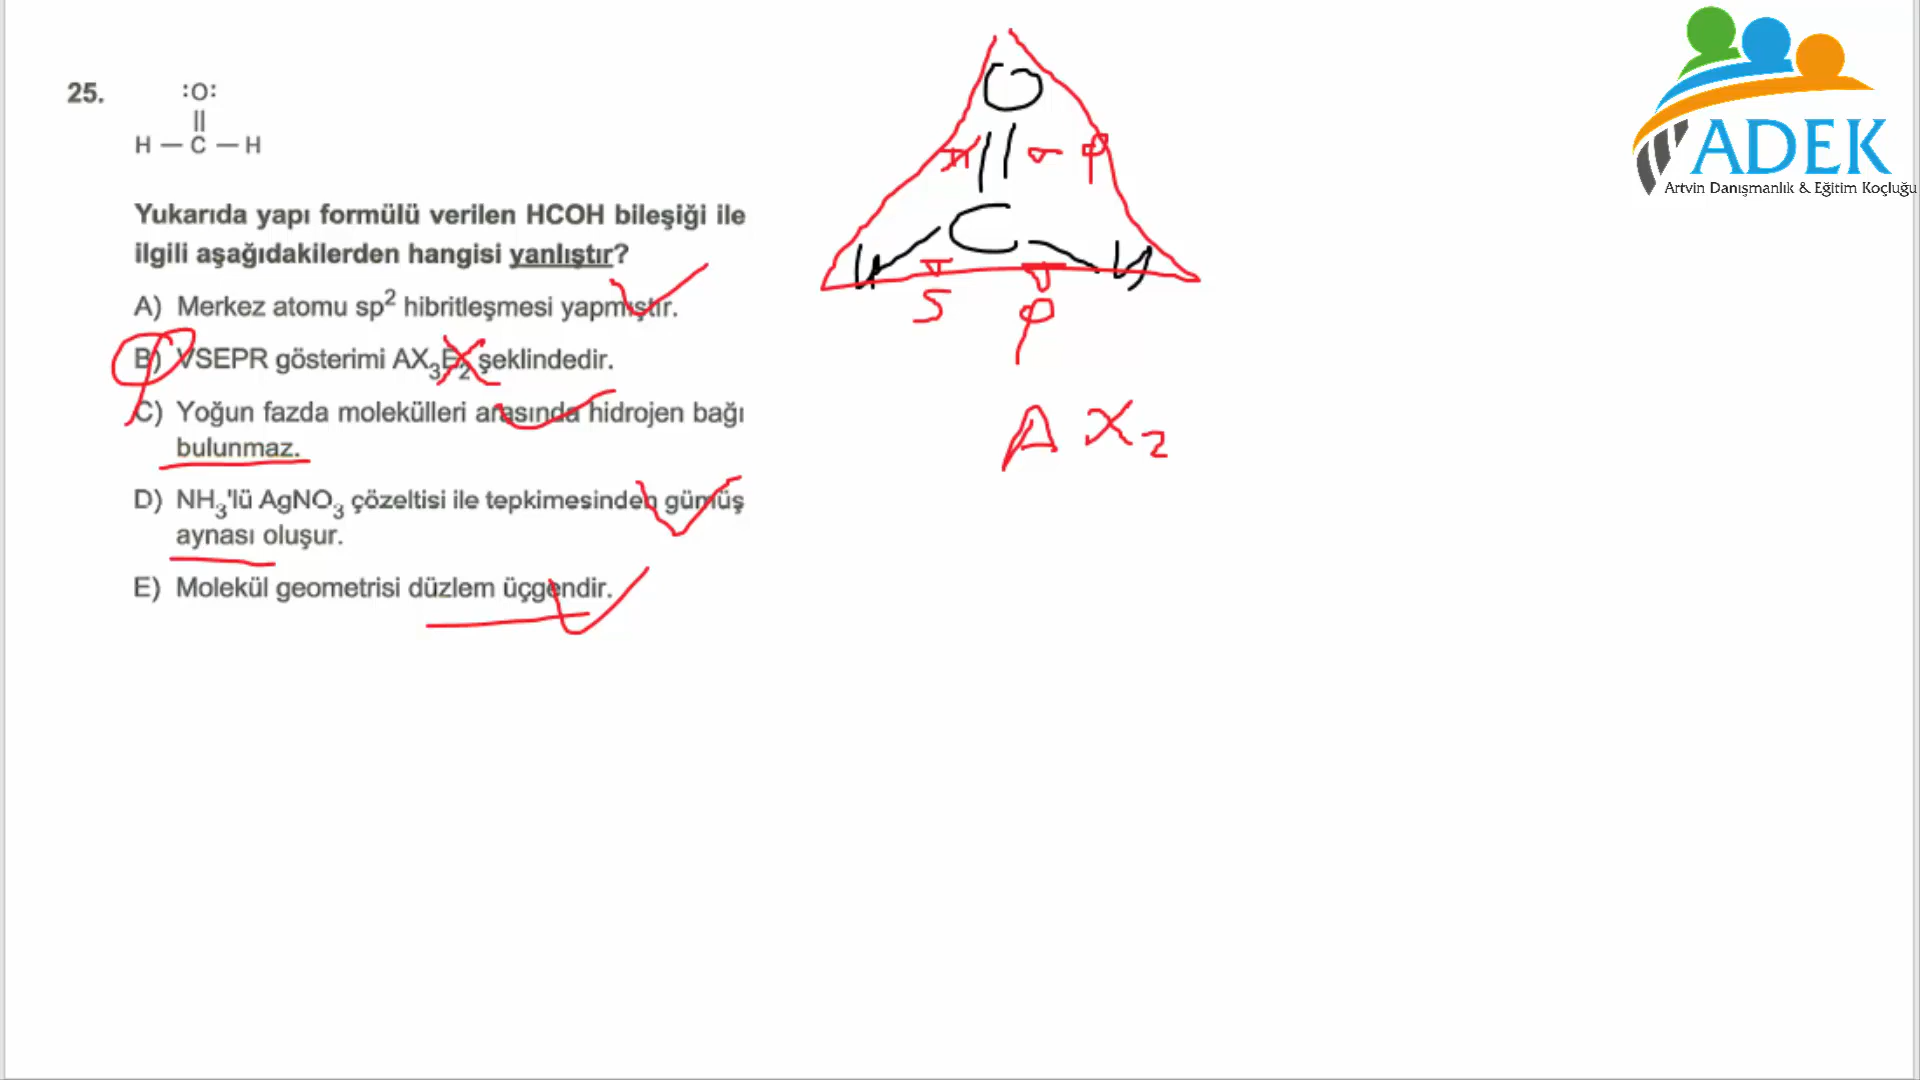 25.
:O:
||
H — C — H
Yukarıda yapı formülü verilen HCOH bileşiği ile
ilgili aşağıdakilerden hangisi yanlıştır?
A) Merkez atomu sp² hibritleşmesi yapmıştır.
B) VSEPR gösterimi AX₃E₂ şeklindedir.
C) Yoğun fazda molekülleri arasında hidrojen bağı
bulunmaz.
D) NH₃'lü AgNO₃ çözeltisi ile tepkimesinden gümüş
aynası oluşur.
E) Molekül geometrisi düzlem üçgendir.
O
π || σ p
H C H
s p
AX₂
ADEK
Artvin Danışmanlık & Eğitim Koçluğu